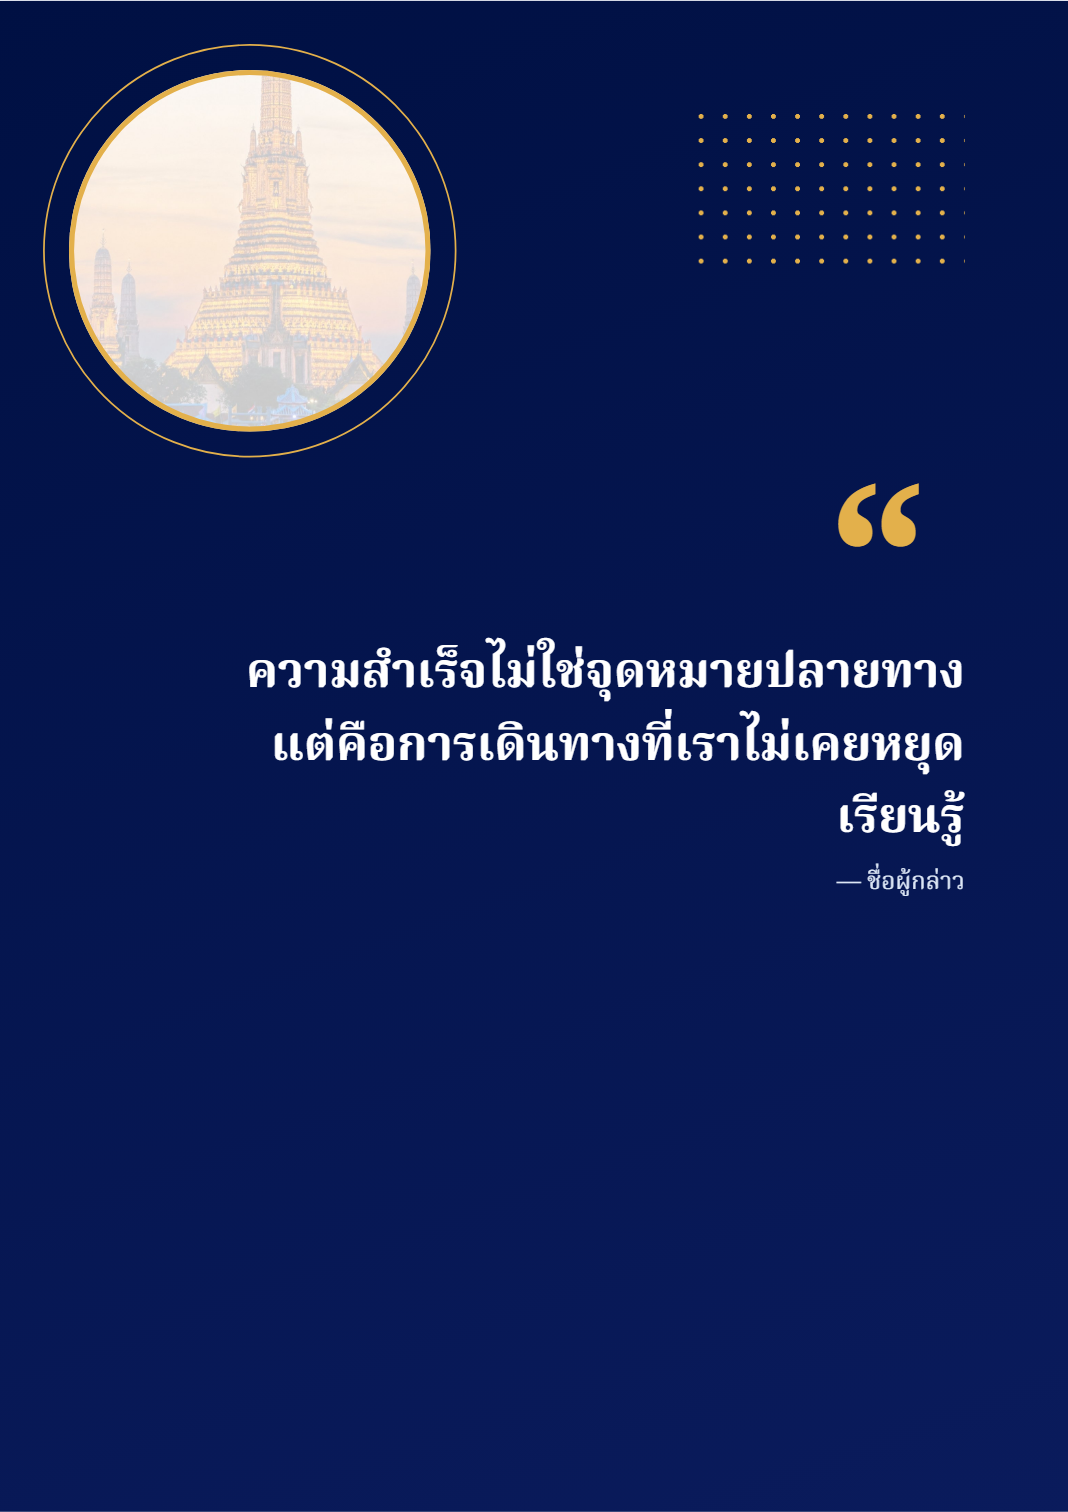 “
ความสำเร็จไม่ใช่จุดหมายปลายทาง
แต่คือการเดินทางที่เราไม่เคยหยุด
เรียนรู้
— ชื่อผู้กล่าว